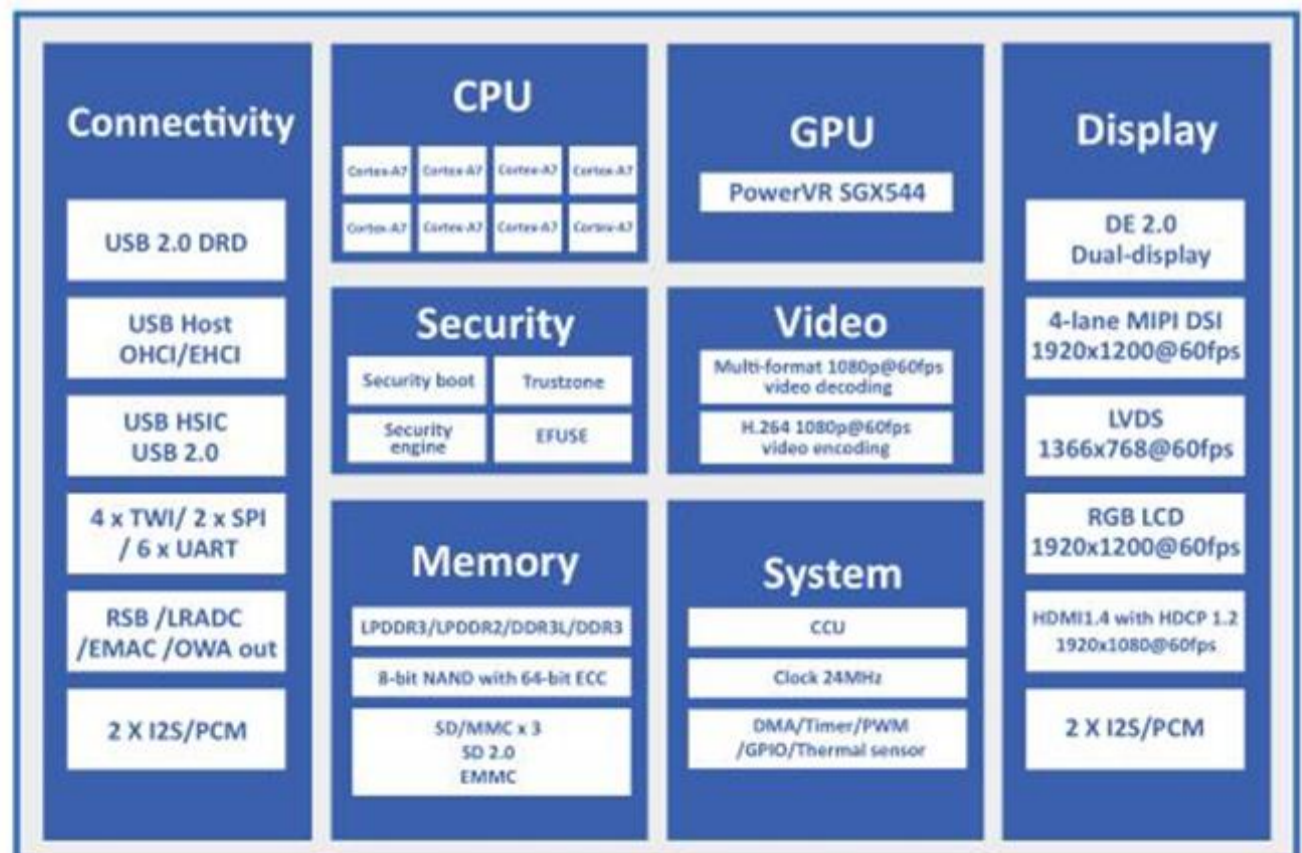 Connectivity
USB 2.0 DRD
USB Host
OHCI/EHCI
USB HSIC
USB 2.0
4 x TWI/ 2 x SPI
/ 6 x UART
RSB /LRADC
/EMAC /OWA out
2 X I2S/PCM
CPU
Cortex-A7 Cortex-A7 Cortex-A7 Cortex-A7
Cortex-A7 Cortex-A7 Cortex-A7 Cortex-A7
GPU
PowerVR SGX544
Security
Security boot
Trustzone
Security
engine
EFUSE
Video
Multi-format 1080p@60fps
video decoding
H.264 1080p@60fps
video encoding
Memory
LPDDR3/LPDDR2/DDR3L/DDR3
8-bit NAND with 64-bit ECC
SD/MMC x 3
SD 2.0
EMMC
System
CCU
Clock 24MHz
DMA/Timer/PWM
/GPIO/Thermal sensor
Display
DE 2.0
Dual-display
4-lane MIPI DSI
1920x1200@60fps
LVDS
1366x768@60fps
RGB LCD
1920x1200@60fps
HDMI1.4 with HDCP 1.2
1920x1080@60fps
2 X I2S/PCM